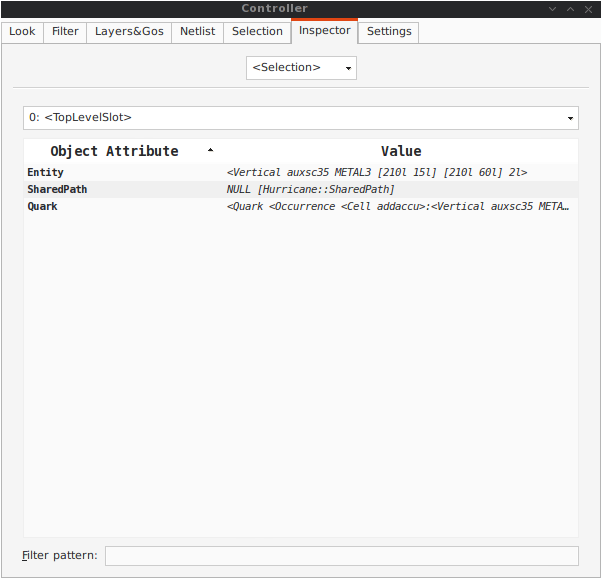 Controller
Look Filter Layers&Gos Netlist Selection Inspector Settings
<Selection>
0: <TopLevelSlot>
Object Attribute Value
Entity <Vertical auxsc35 METAL3 [210l 15l] [210l 60l] 2l>
SharedPath NULL [Hurricane::SharedPath]
Quark <Quark <Occurrence <Cell addaccu>:<Vertical auxsc35 META…
Filter pattern: